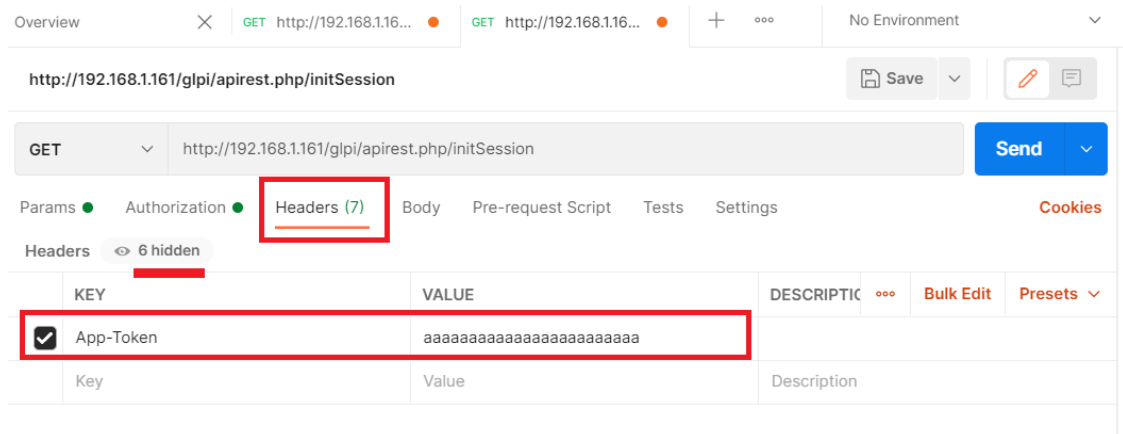 Overview GET http://192.168.1.16... GET http://192.168.1.16... No Environment
http://192.168.1.161/glpi/apirest.php/initSession Save
GET http://192.168.1.161/glpi/apirest.php/initSession Send
Params Authorization Headers (7) Body Pre-request Script Tests Settings Cookies
Headers 6 hidden
KEY VALUE DESCRIPTIO Bulk Edit Presets
App-Token aaaaaaaaaaaaaaaaaaaaaaaa
Key Value Description